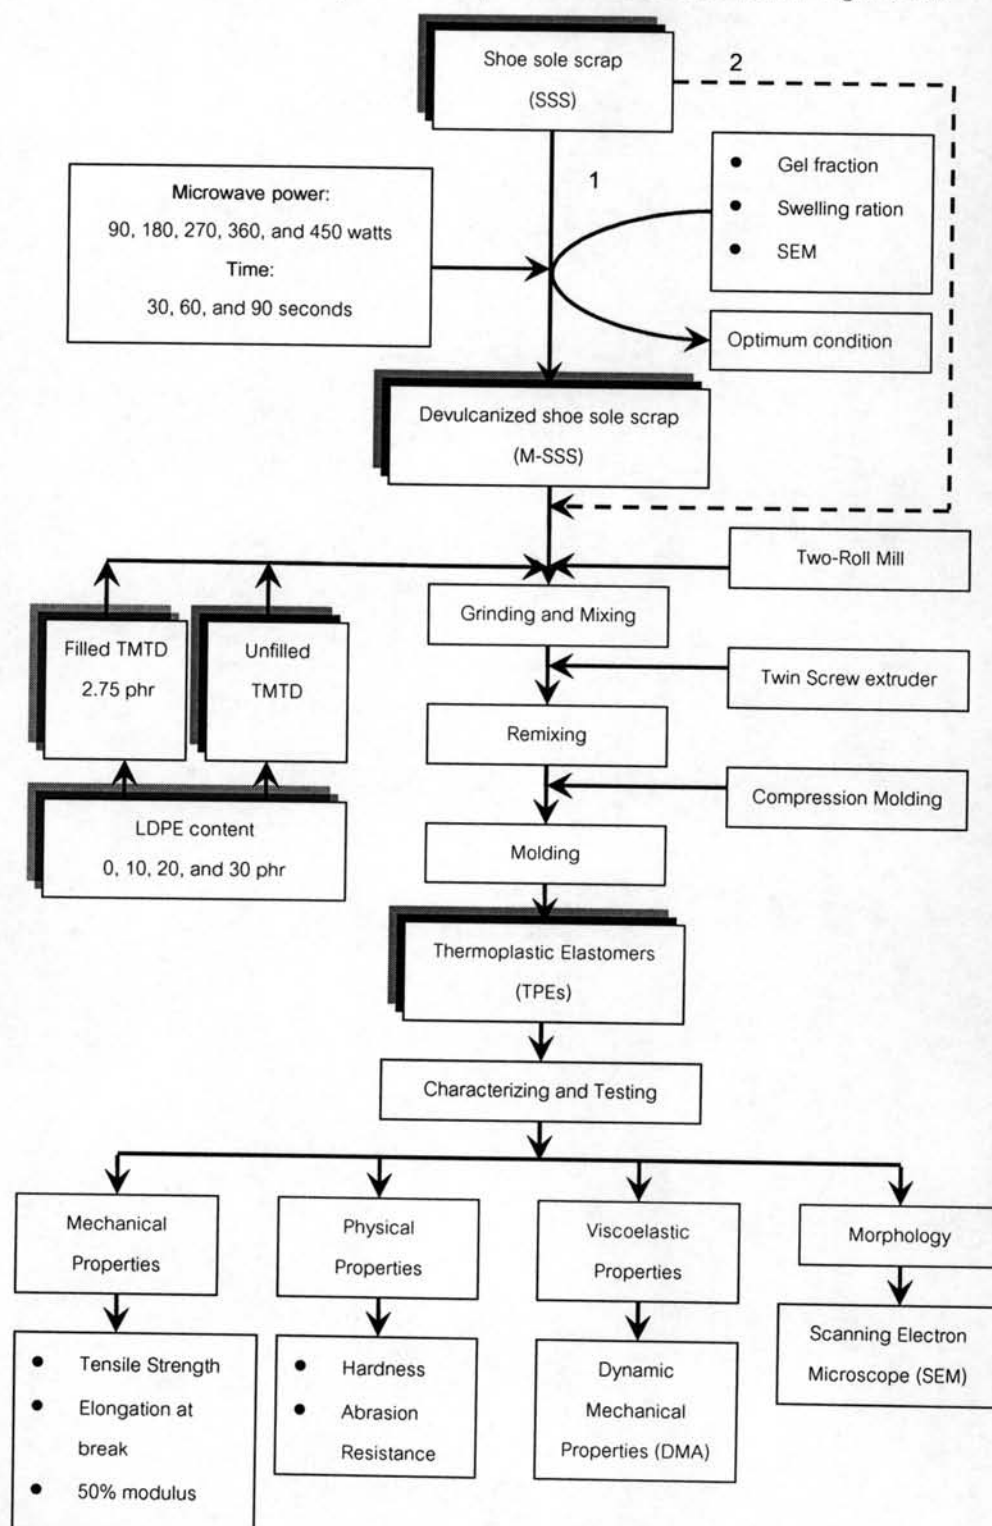 Shoe sole scrap
(SSS)
2
1
Microwave power:
90, 180, 270, 360, and 450 watts
Time:
30, 60, and 90 seconds
● Gel fraction
● Swelling ration
● SEM
Optimum condition
Devulcanized shoe sole scrap
(M-SSS)
Two-Roll Mill
Grinding and Mixing
Filled TMTD
2.75 phr
Unfilled
TMTD
Twin Screw extruder
Remixing
Compression Molding
LDPE content
0, 10, 20, and 30 phr
Molding
Thermoplastic Elastomers
(TPEs)
Characterizing and Testing
Mechanical
Properties
Physical
Properties
Viscoelastic
Properties
Morphology
● Tensile Strength
● Elongation at
break
● 50% modulus
● Hardness
● Abrasion
Resistance
Dynamic
Mechanical
Properties (DMA)
Scanning Electron
Microscope (SEM)